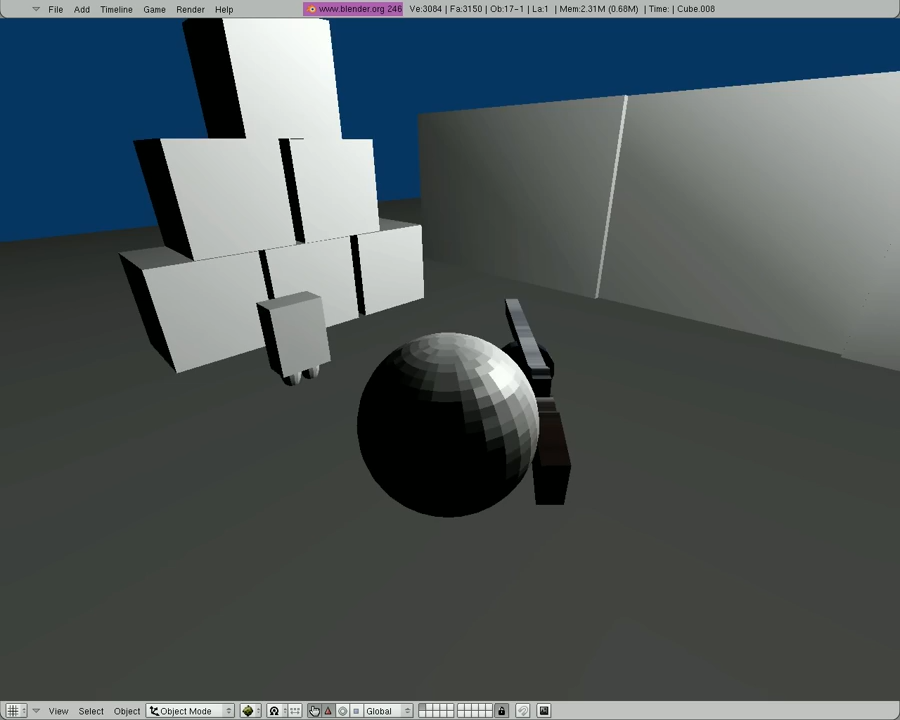 File Add Timeline Game Render Help www.blender.org 246 Ve:3084 | Fa:3150 | Ob:17-1 | La:1 | Mem:2.31M (0.68M) | Time: | Cube.008
View Select Object Object Mode Global